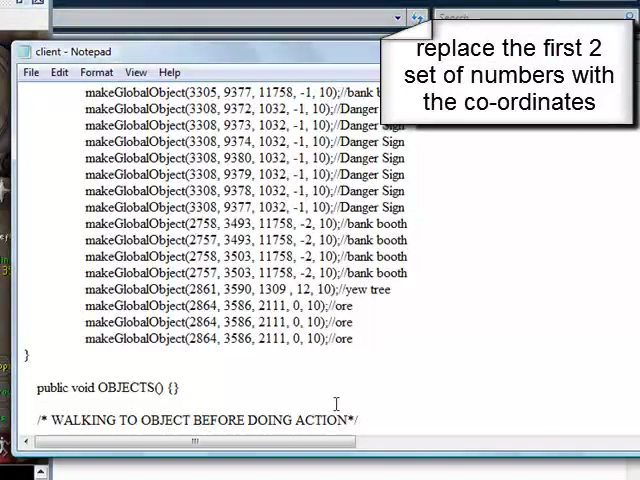 Search
client - Notepad
File Edit Format View Help
replace the first 2
set of numbers with
the co-ordinates
makeGlobalObject(3305, 9377, 11758, -1, 10);//bank b
makeGlobalObject(3308, 9372, 1032, -1, 10);//Danger
makeGlobalObject(3308, 9373, 1032, -1, 10);//Danger Sign
makeGlobalObject(3308, 9374, 1032, -1, 10);//Danger Sign
makeGlobalObject(3308, 9380, 1032, -1, 10);//Danger Sign
makeGlobalObject(3308, 9379, 1032, -1, 10);//Danger Sign
makeGlobalObject(3308, 9378, 1032, -1, 10);//Danger Sign
makeGlobalObject(3308, 9377, 1032, -1, 10);//Danger Sign
makeGlobalObject(2758, 3493, 11758, -2, 10);//bank booth
makeGlobalObject(2757, 3493, 11758, -2, 10);//bank booth
makeGlobalObject(2758, 3503, 11758, -2, 10);//bank booth
makeGlobalObject(2757, 3503, 11758, -2, 10);//bank booth
makeGlobalObject(2861, 3590, 1309 , 12, 10);//yew tree
makeGlobalObject(2864, 3586, 2111, 0, 10);//ore
makeGlobalObject(2864, 3586, 2111, 0, 10);//ore
makeGlobalObject(2864, 3586, 2111, 0, 10);//ore
}
public void OBJECTS() {}
/* WALKING TO OBJECT BEFORE DOING ACTION*/